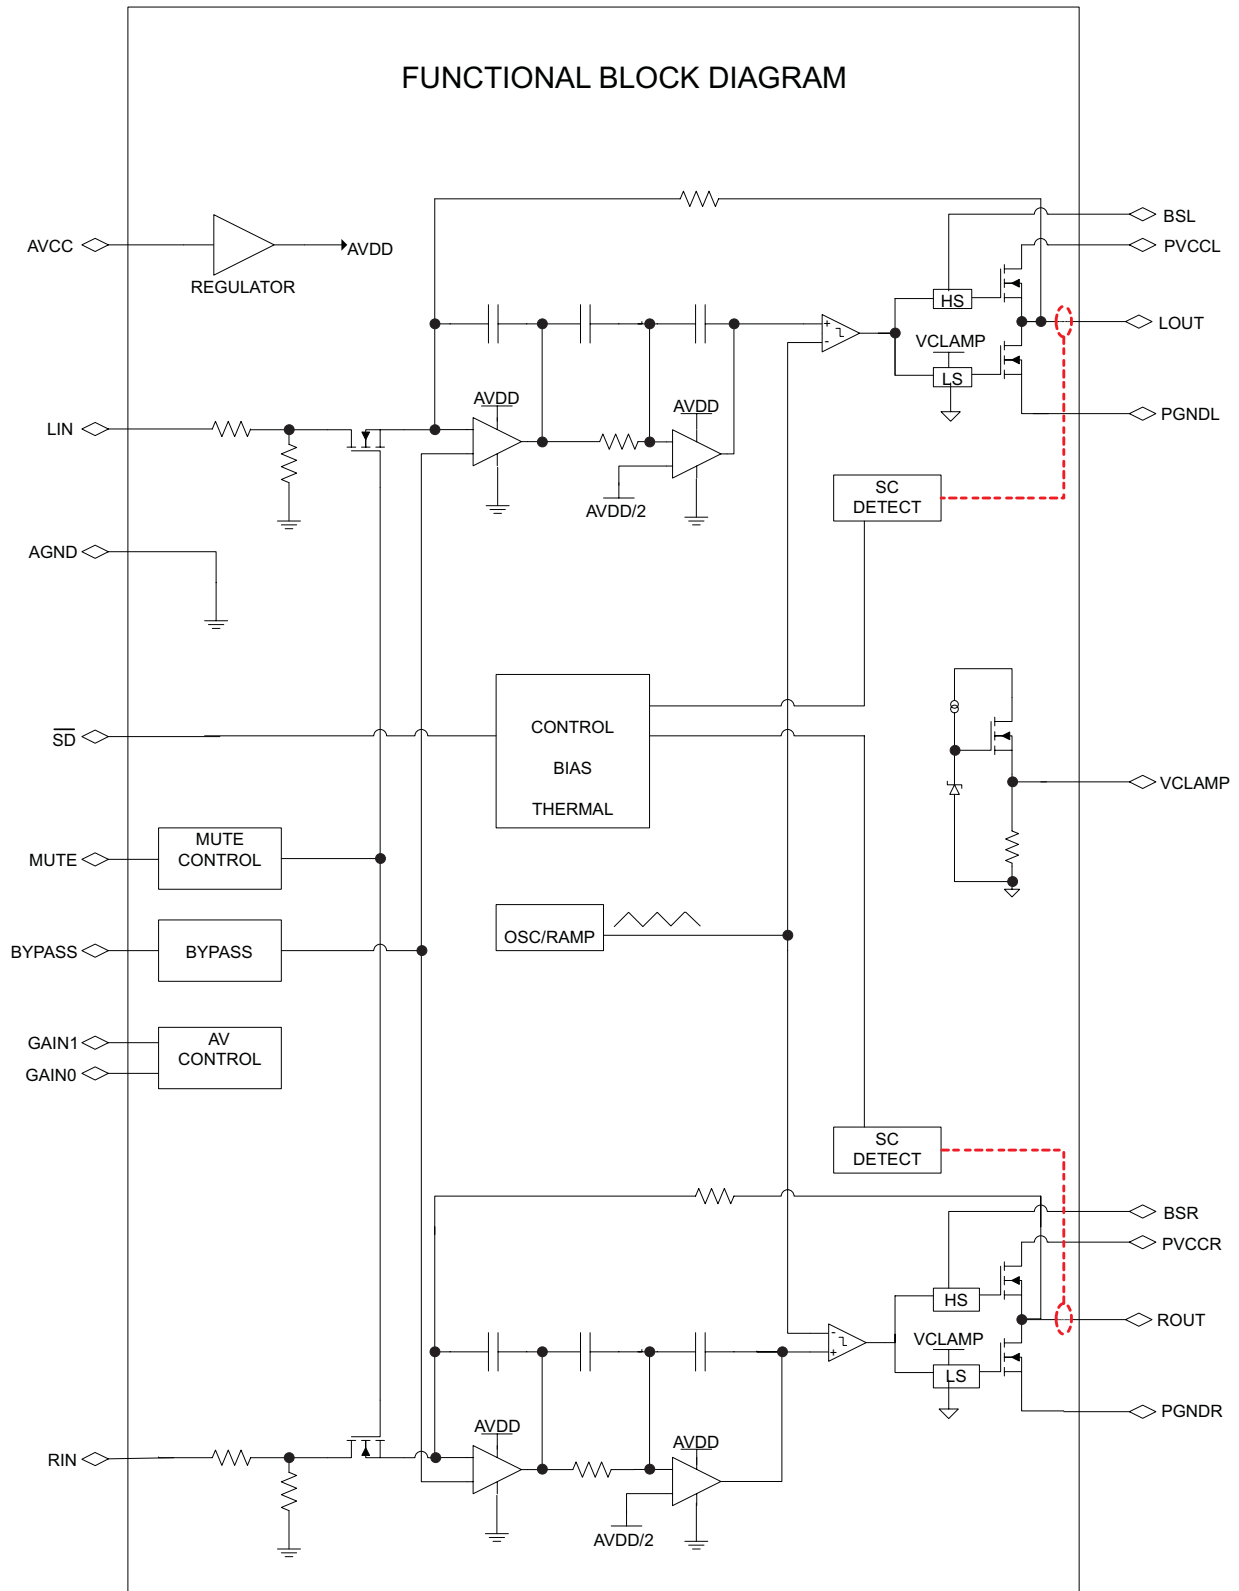 FUNCTIONAL BLOCK DIAGRAM
BSL
AVCC
AVDD
PVCCL
REGULATOR
HS
+
-
LOUT
VCLAMP
LS
AVDD
AVDD
PGNDL
LIN
SC
DETECT
AVDD/2
AGND
SD
CONTROL
BIAS
THERMAL
VCLAMP
MUTE
MUTE
CONTROL
OSC/RAMP
BYPASS
BYPASS
GAIN1
AV
CONTROL
GAIN0
SC
DETECT
BSR
PVCCR
HS
-
+
ROUT
VCLAMP
LS
AVDD
AVDD
PGNDR
RIN
AVDD/2